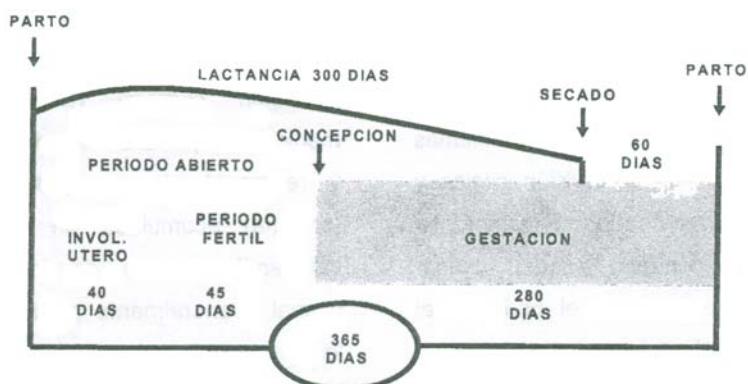 PARTO
LACTANCIA 300 DIAS
PARTO
SECADO
CONCEPCION
60
DIAS
PERIODO ABIERTO
PERIODO
FERTIL
INVOL.
UTERO
GESTACION
40
DIAS
45
DIAS
280
DIAS
365
DIAS